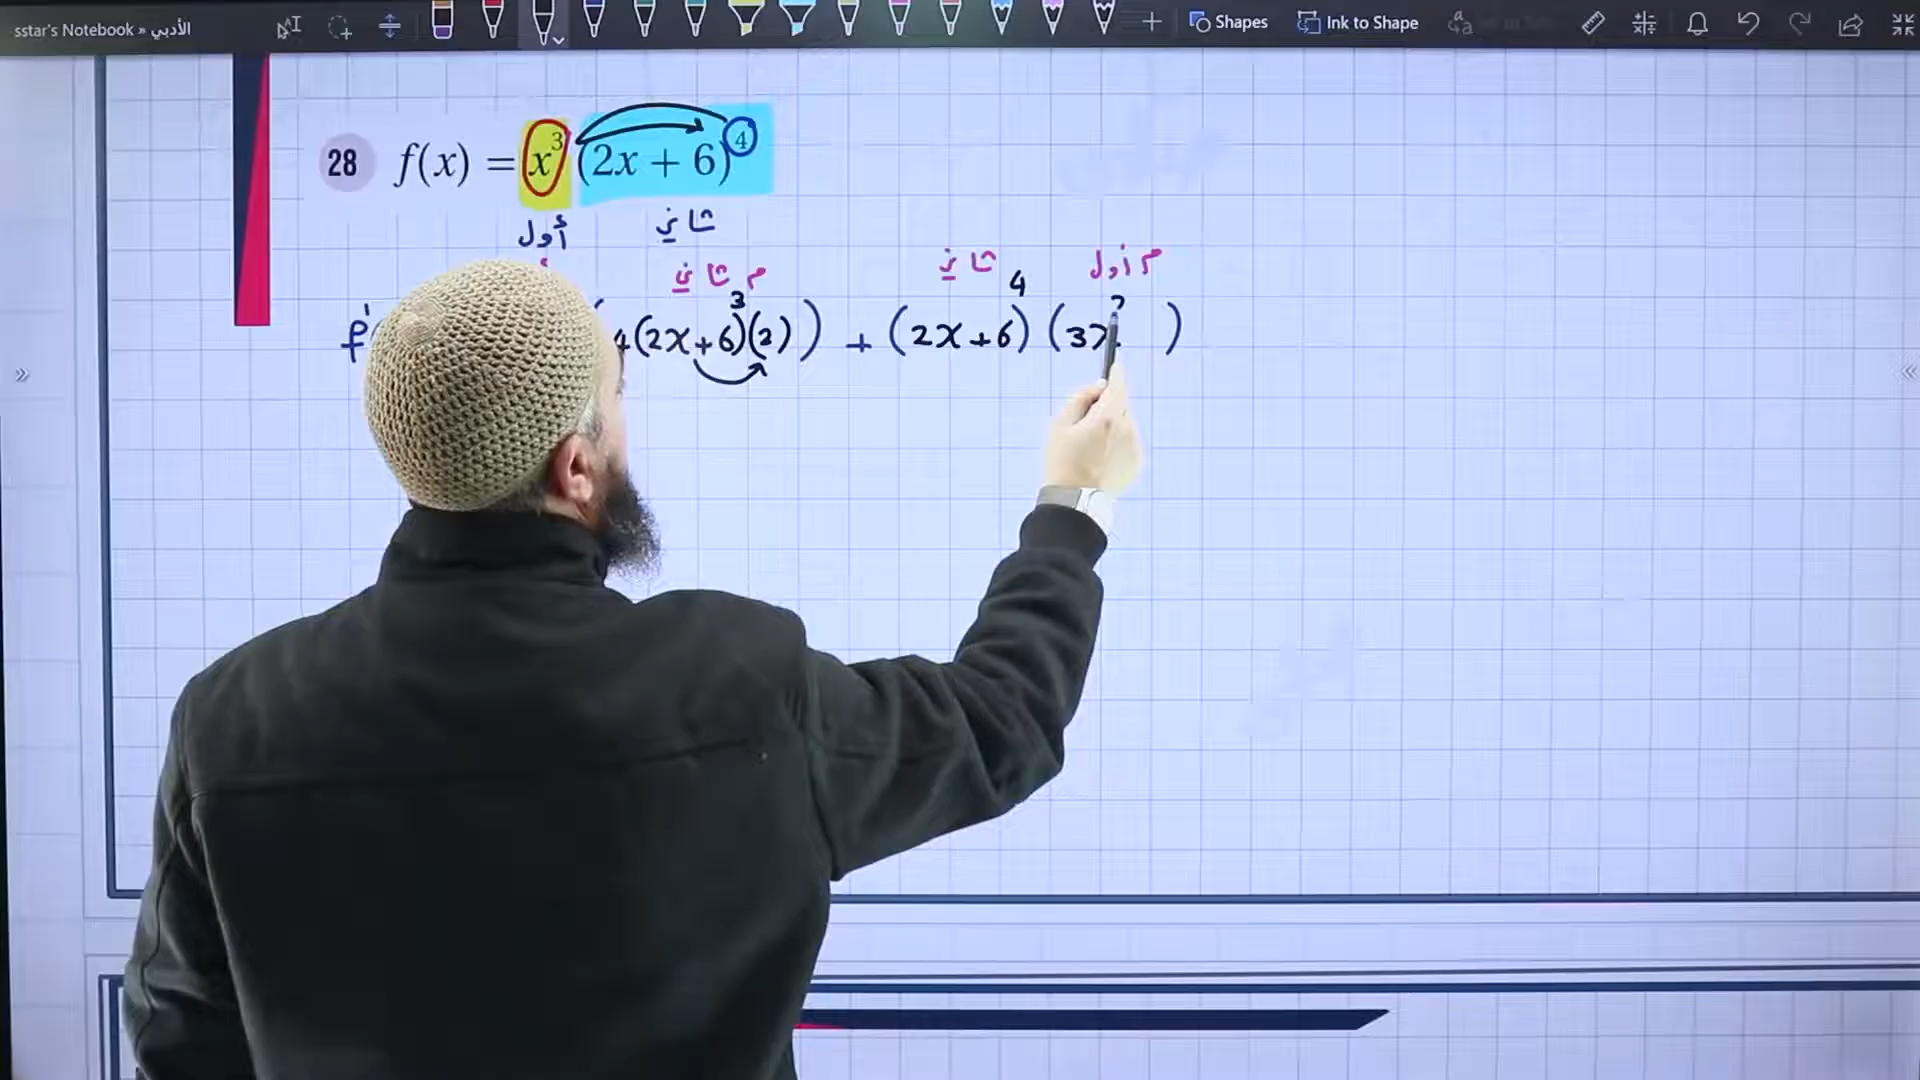 sstar's Notebook » الأدبي
Shapes
Ink to Shape
28 f(x) = x³ (2x + 6)⁴
أول ثاني
م ثاني ثاني م أول
f'( 4(2x+6)³(2)) + (2x+6)⁴ (3x² )